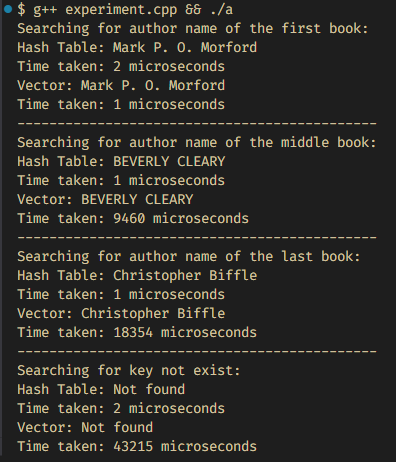 $ g++ experiment.cpp && ./a
Searching for author name of the first book:
Hash Table: Mark P. O. Morford
Time taken: 2 microseconds
Vector: Mark P. O. Morford
Time taken: 1 microseconds
---------------------------------------------
Searching for author name of the middle book:
Hash Table: BEVERLY CLEARY
Time taken: 1 microseconds
Vector: BEVERLY CLEARY
Time taken: 9460 microseconds
---------------------------------------------
Searching for author name of the last book:
Hash Table: Christopher Biffle
Time taken: 1 microseconds
Vector: Christopher Biffle
Time taken: 18354 microseconds
---------------------------------------------
Searching for key not exist:
Hash Table: Not found
Time taken: 2 microseconds
Vector: Not found
Time taken: 43215 microseconds